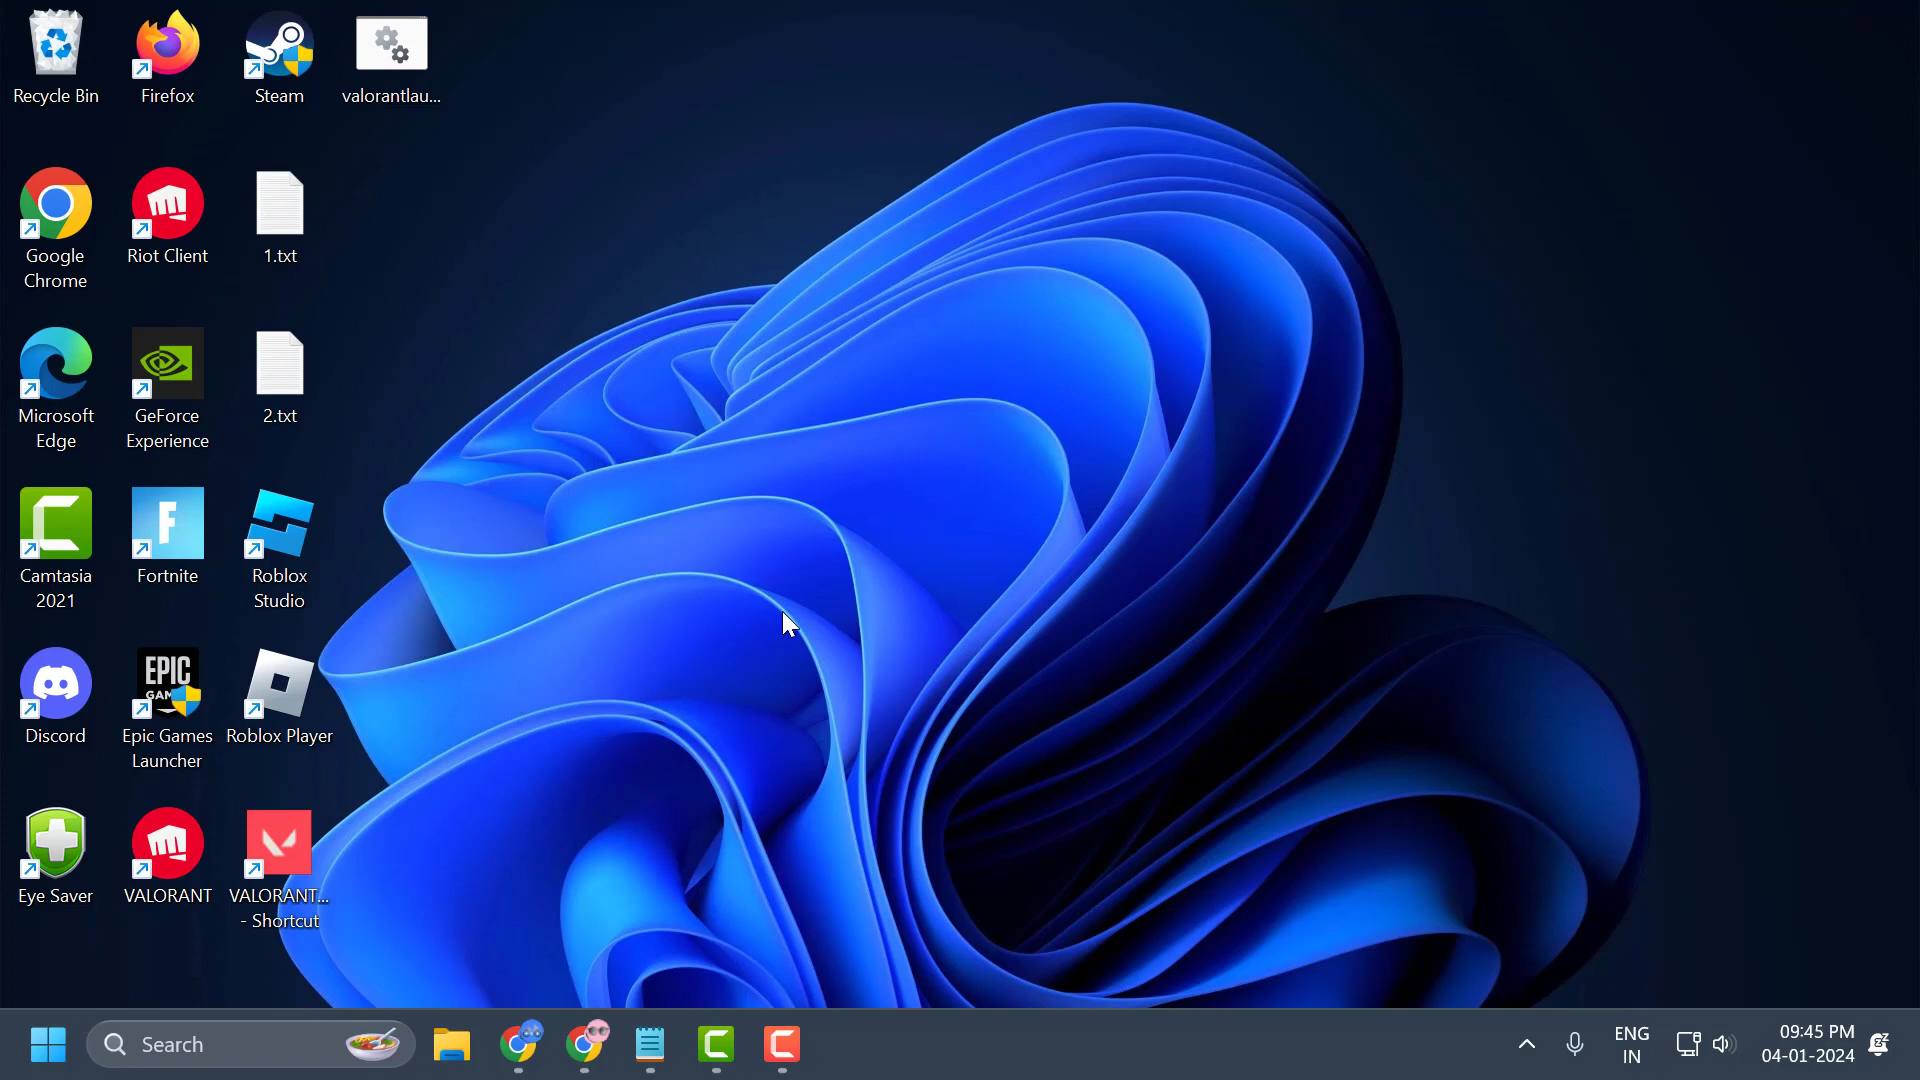 Recycle Bin
Firefox
Steam
valorantlau...
Google
Chrome
Riot Client
1.txt
Microsoft
Edge
GeForce
Experience
2.txt
Camtasia
2021
F
Fortnite
Roblox
Studio
Discord
EPIC
GAM
Epic Games
Launcher
Roblox Player
Eye Saver
VALORANT
VALORANT...
- Shortcut
Search
ENG
IN
09:45 PM
04-01-2024